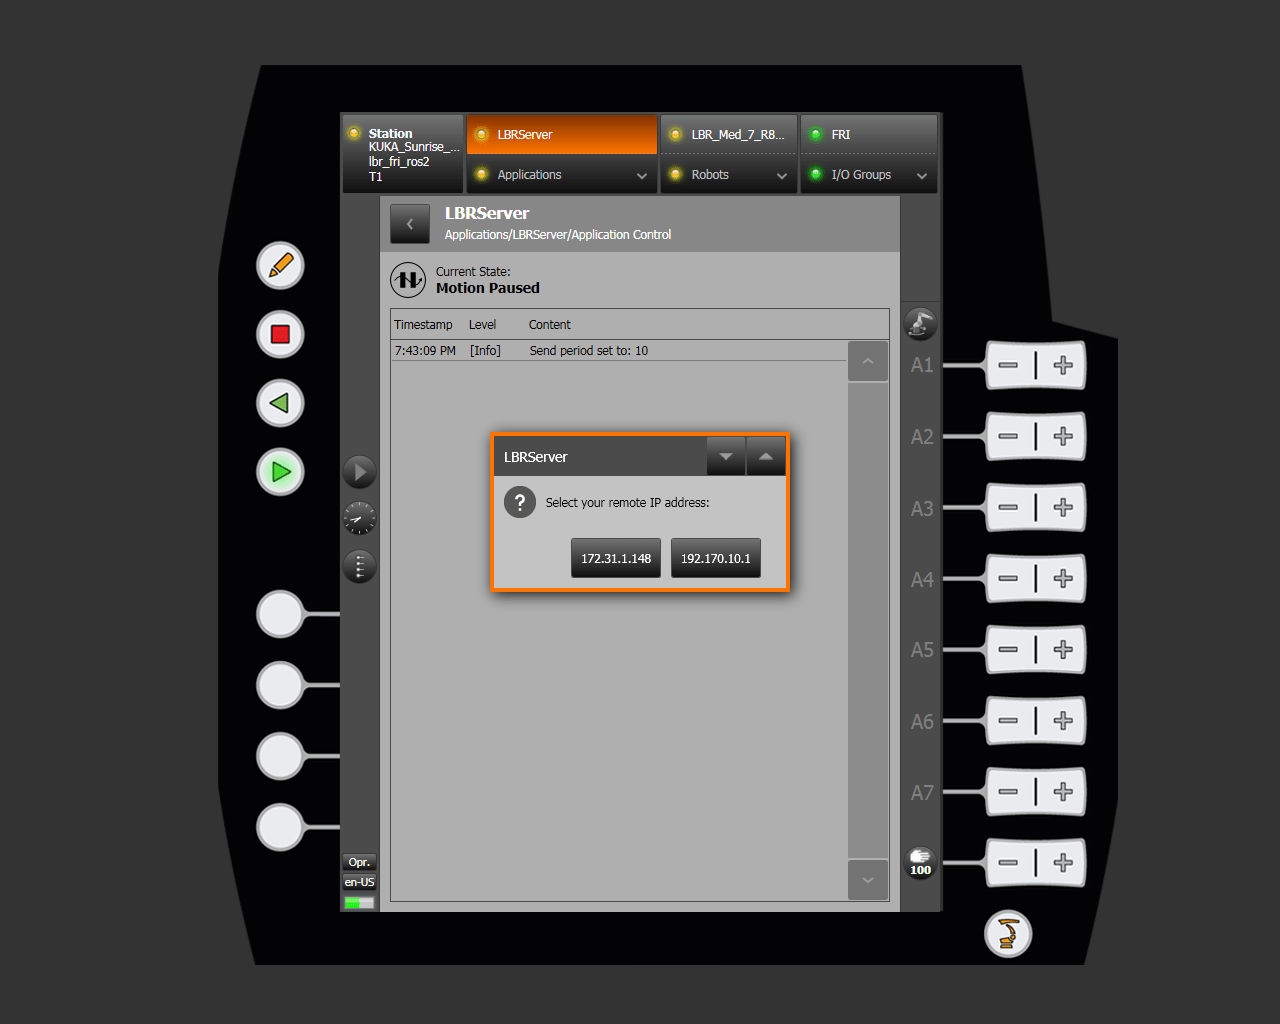 Station
KUKA_Sunrise_...
lbr_fri_ros2
T1
LBRServer
Applications
LBR_Med_7_R8...
Robots
FRI
I/O Groups
LBRServer
Applications/LBRServer/Application Control
Current State:
Motion Paused
Timestamp Level Content
7:43:09 PM [Info] Send period set to: 10
LBRServer
? Select your remote IP address:
172.31.1.148 192.170.10.1
A1
A2
A3
A4
A5
A6
A7
100
Opr.
en-US